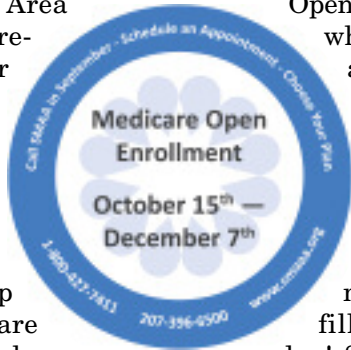 Area
re-
r
Open
wh
a
Call SMAA in September - Schedule an Appointment - Choose Your Plan
Medicare Open
Enrollment
October 15th —
December 7th
1-800-427-7411
207-396-6500
www.smaaa.org
p
are
r
fill